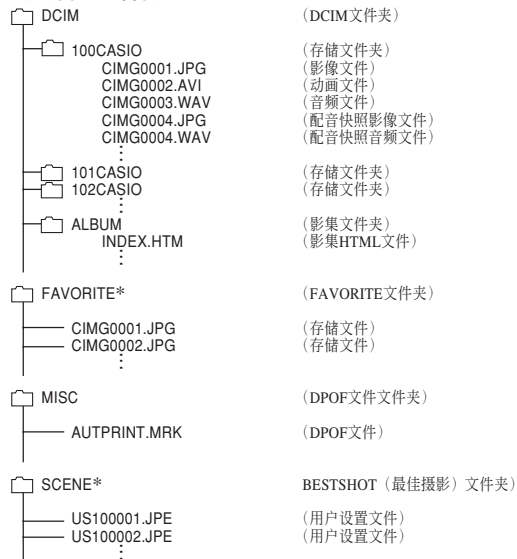 DCIM （DCIM文件夹）
100CASIO （存储文件夹）
CIMG0001.JPG （影像文件）
CIMG0002.AVI （动画文件）
CIMG0003.WAV （音频文件）
CIMG0004.JPG （配音快照影像文件）
CIMG0004.WAV （配音快照音频文件）
101CASIO （存储文件夹）
102CASIO （存储文件夹）
ALBUM （影集文件夹）
INDEX.HTM （影集HTML文件）
FAVORITE* （FAVORITE文件夹）
CIMG0001.JPG （存储文件）
CIMG0002.JPG （存储文件）
MISC （DPOF文件文件夹）
AUTPRINT.MRK （DPOF文件）
SCENE* BESTSHOT（最佳摄影）文件夹）
US100001.JPE （用户设置文件）
US100002.JPE （用户设置文件）